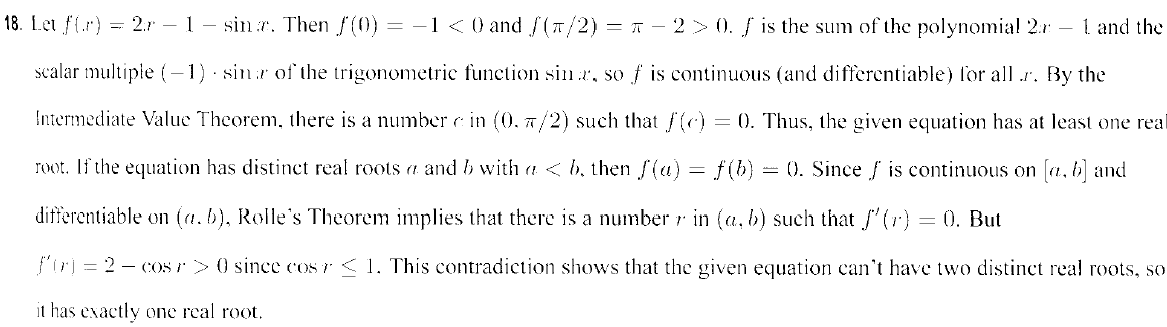 18. Let f(x) = 2x − 1 − sin x. Then f(0) = −1 < 0 and f(π/2) = π − 2 > 0. f is the sum of the polynomial 2x − 1 and the
scalar multiple (−1) · sin x of the trigonometric function sin x, so f is continuous (and differentiable) for all x. By the
Intermediate Value Theorem, there is a number c in (0, π/2) such that f(c) = 0. Thus, the given equation has at least one real
root. If the equation has distinct real roots a and b with a < b, then f(a) = f(b) = 0. Since f is continuous on [a, b] and
differentiable on (a, b), Rolle's Theorem implies that there is a number r in (a, b) such that f′(r) = 0. But
f′(r) = 2 − cos r > 0 since cos r ≤ 1. This contradiction shows that the given equation can't have two distinct real roots, so
it has exactly one real root.